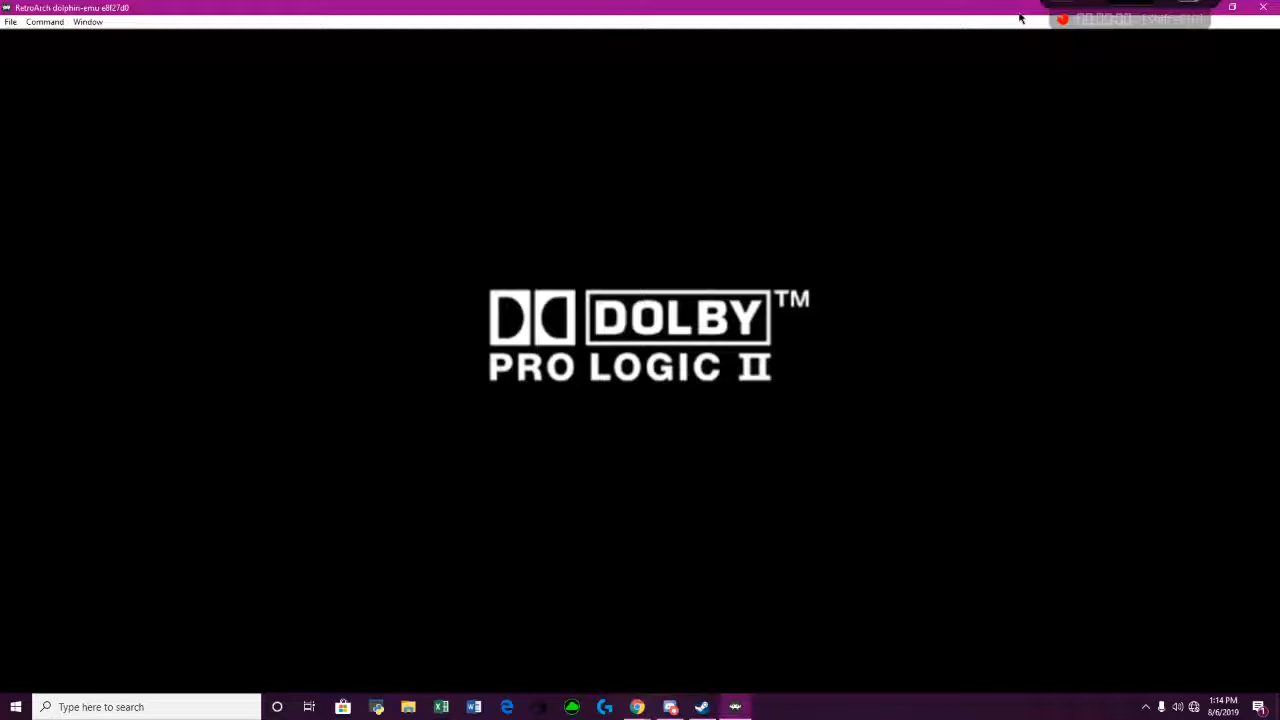 RetroArch dolphin-emu e8f27d0
File Command Window
DOLBY™
PRO LOGIC II
Type here to search
1:14 PM
8/6/2019